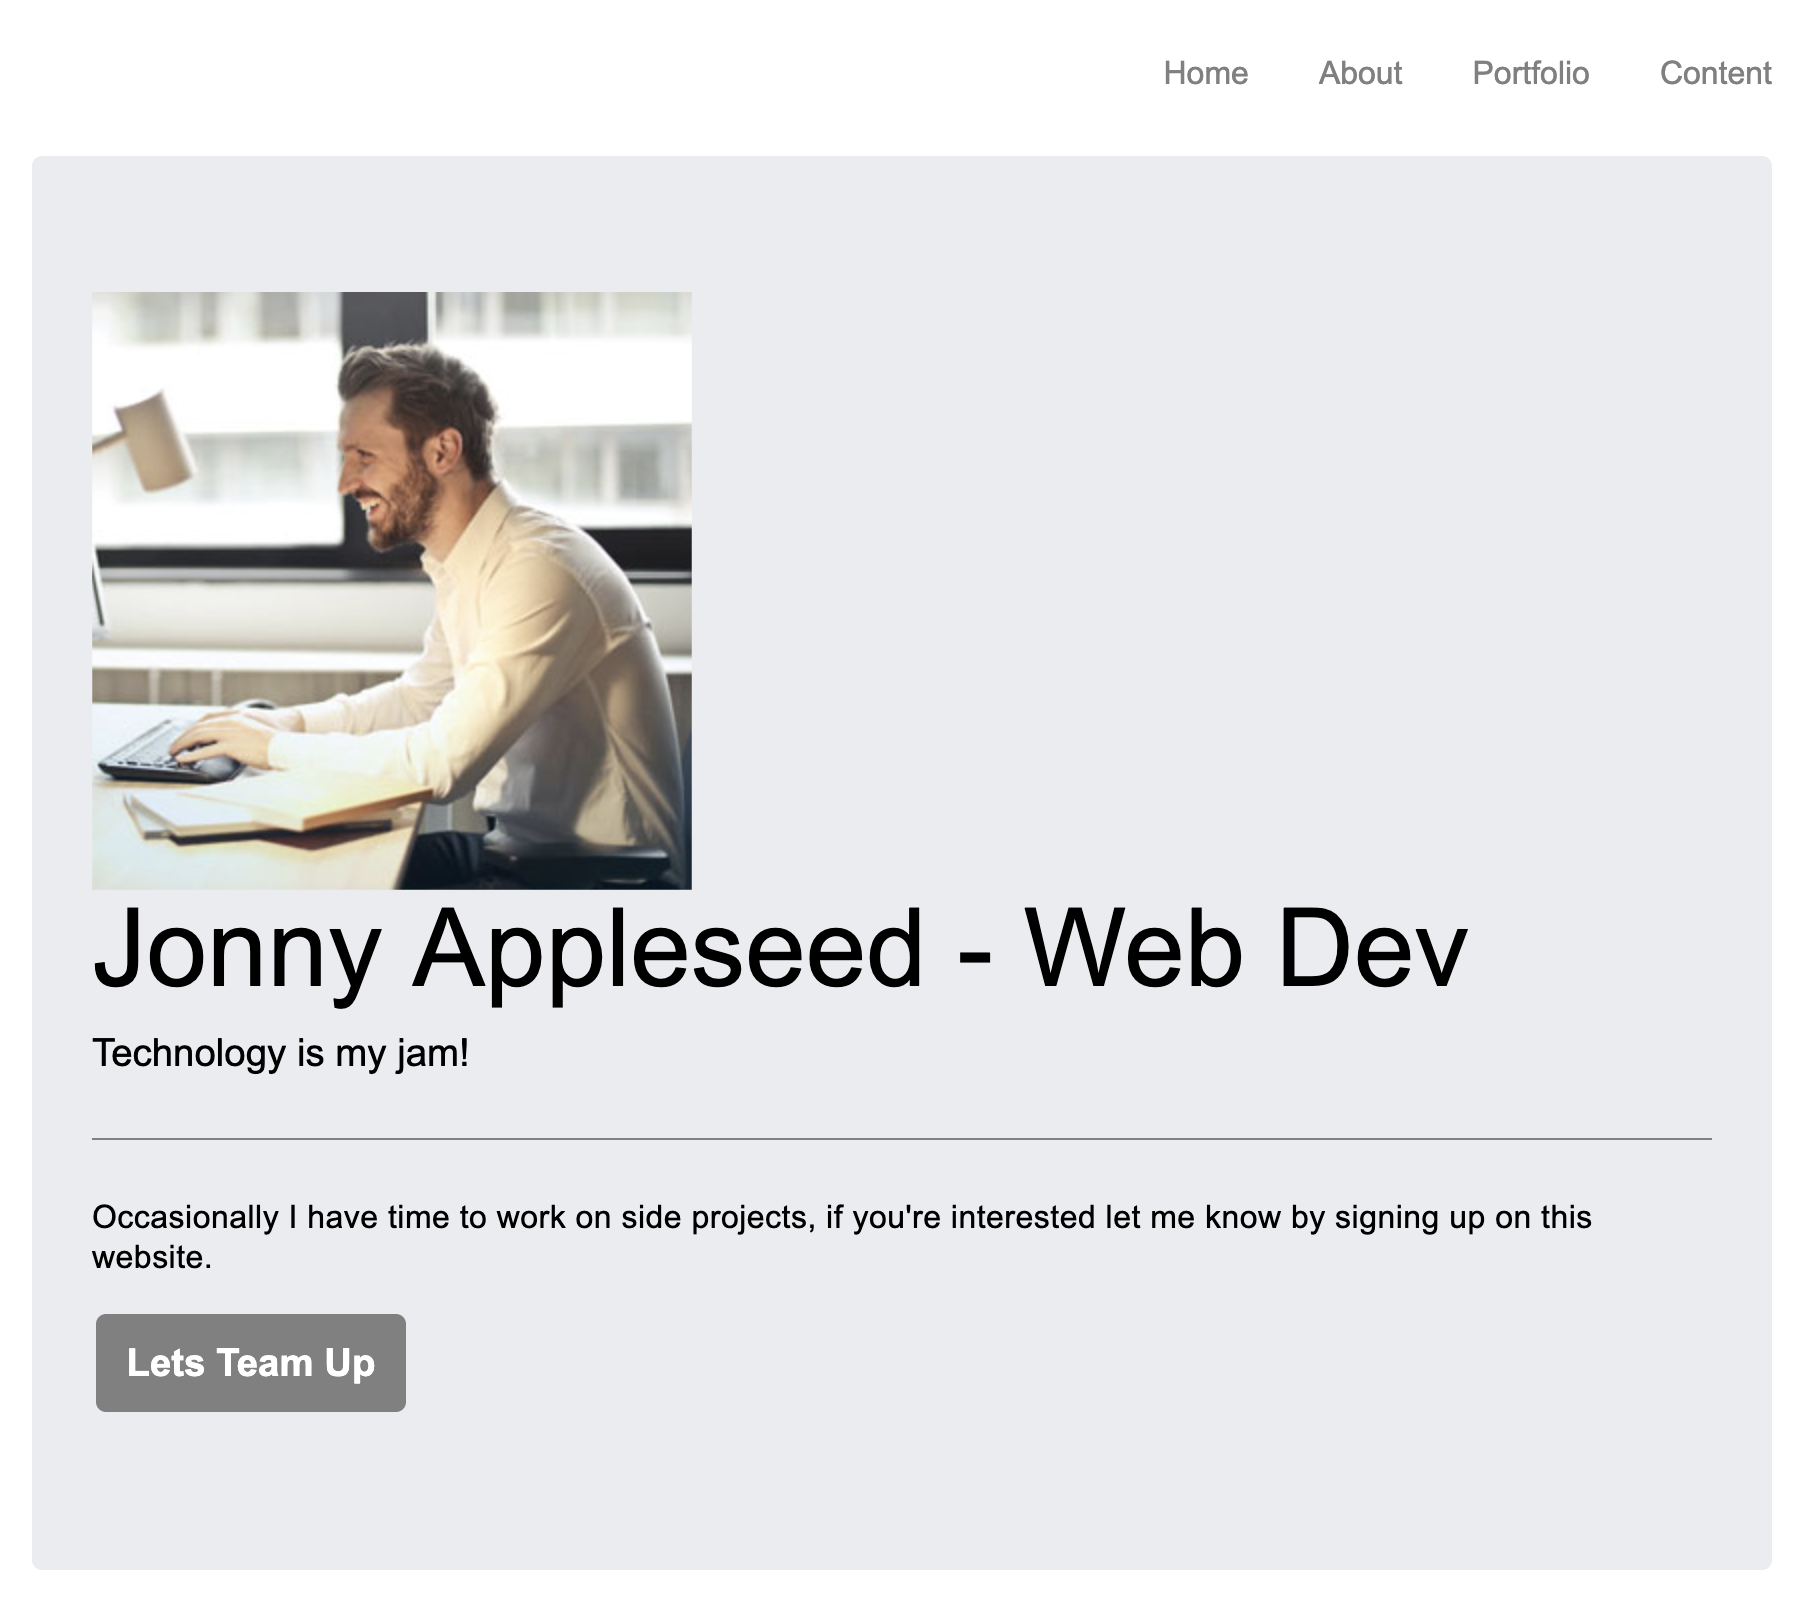 Home About Portfolio Content
Jonny Appleseed - Web Dev
Technology is my jam!
Occasionally I have time to work on side projects, if you're interested let me know by signing up on this
website.
Lets Team Up